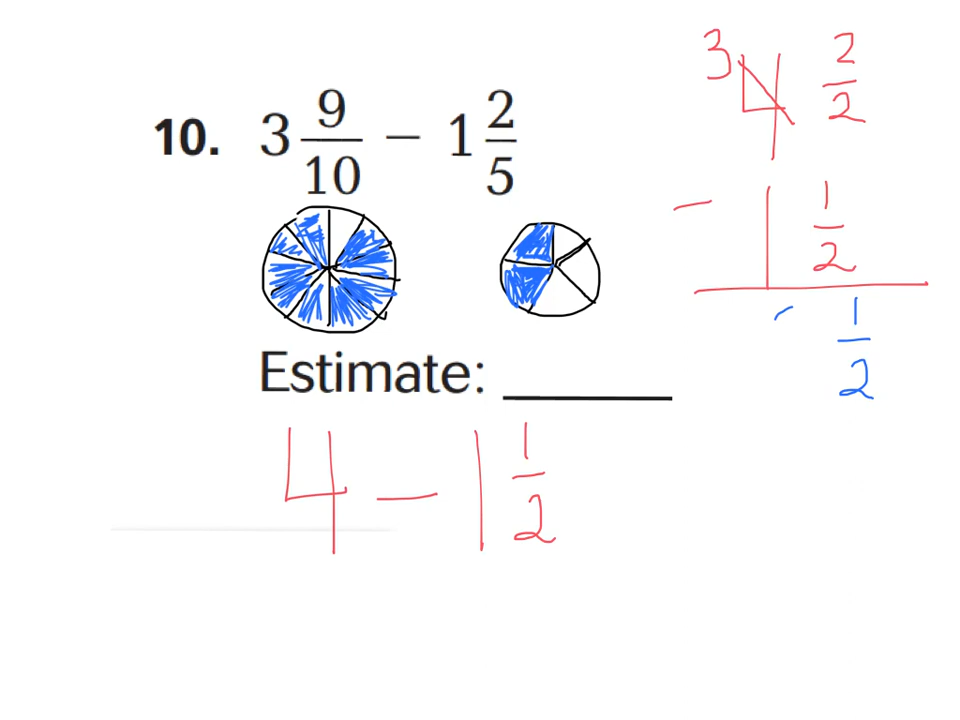 10. 3 9/10 − 1 2/5
Estimate: ________
4 − 1 1/2
3 4 2/2
− 1 1/2
1/2